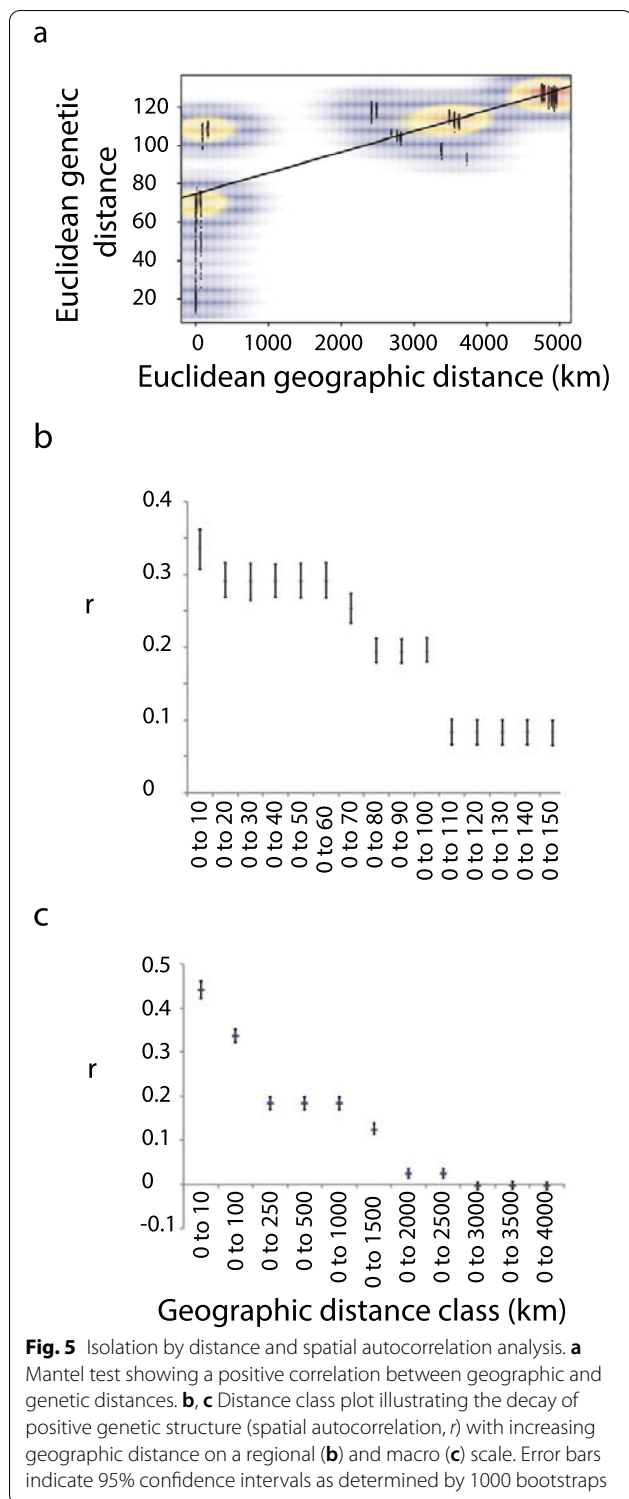 a
Euclidean genetic
distance
120
100
80
60
40
20
0 1000 2000 3000 4000 5000
Euclidean geographic distance (km)
b
0.4
0.3
0.2
0.1
0
r
0 to 10
0 to 20
0 to 30
0 to 40
0 to 50
0 to 60
0 to 70
0 to 80
0 to 90
0 to 100
0 to 110
0 to 120
0 to 130
0 to 140
0 to 150
c
0.5
0.4
0.3
0.2
0.1
0
-0.1
r
0 to 10
0 to 100
0 to 250
0 to 500
0 to 1000
0 to 1500
0 to 2000
0 to 2500
0 to 3000
0 to 3500
0 to 4000
Geographic distance class (km)
Fig. 5 Isolation by distance and spatial autocorrelation analysis. a
Mantel test showing a positive correlation between geographic and
genetic distances. b, c Distance class plot illustrating the decay of
positive genetic structure (spatial autocorrelation, r) with increasing
geographic distance on a regional (b) and macro (c) scale. Error bars
indicate 95% confidence intervals as determined by 1000 bootstraps